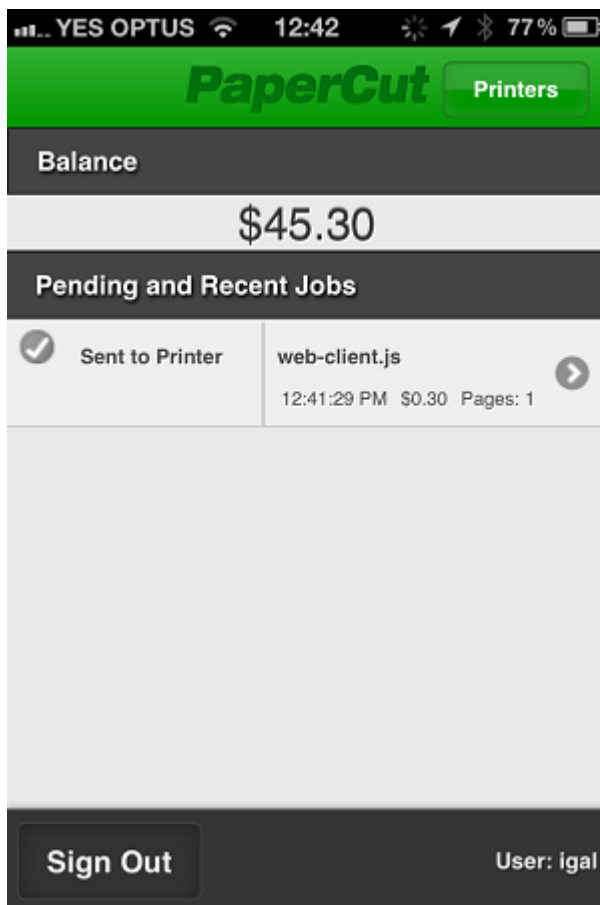 YES OPTUS 12:42 77%
PaperCut Printers
Balance
$45.30
Pending and Recent Jobs
Sent to Printer web-client.js
12:41:29 PM $0.30 Pages: 1
Sign Out User: igal